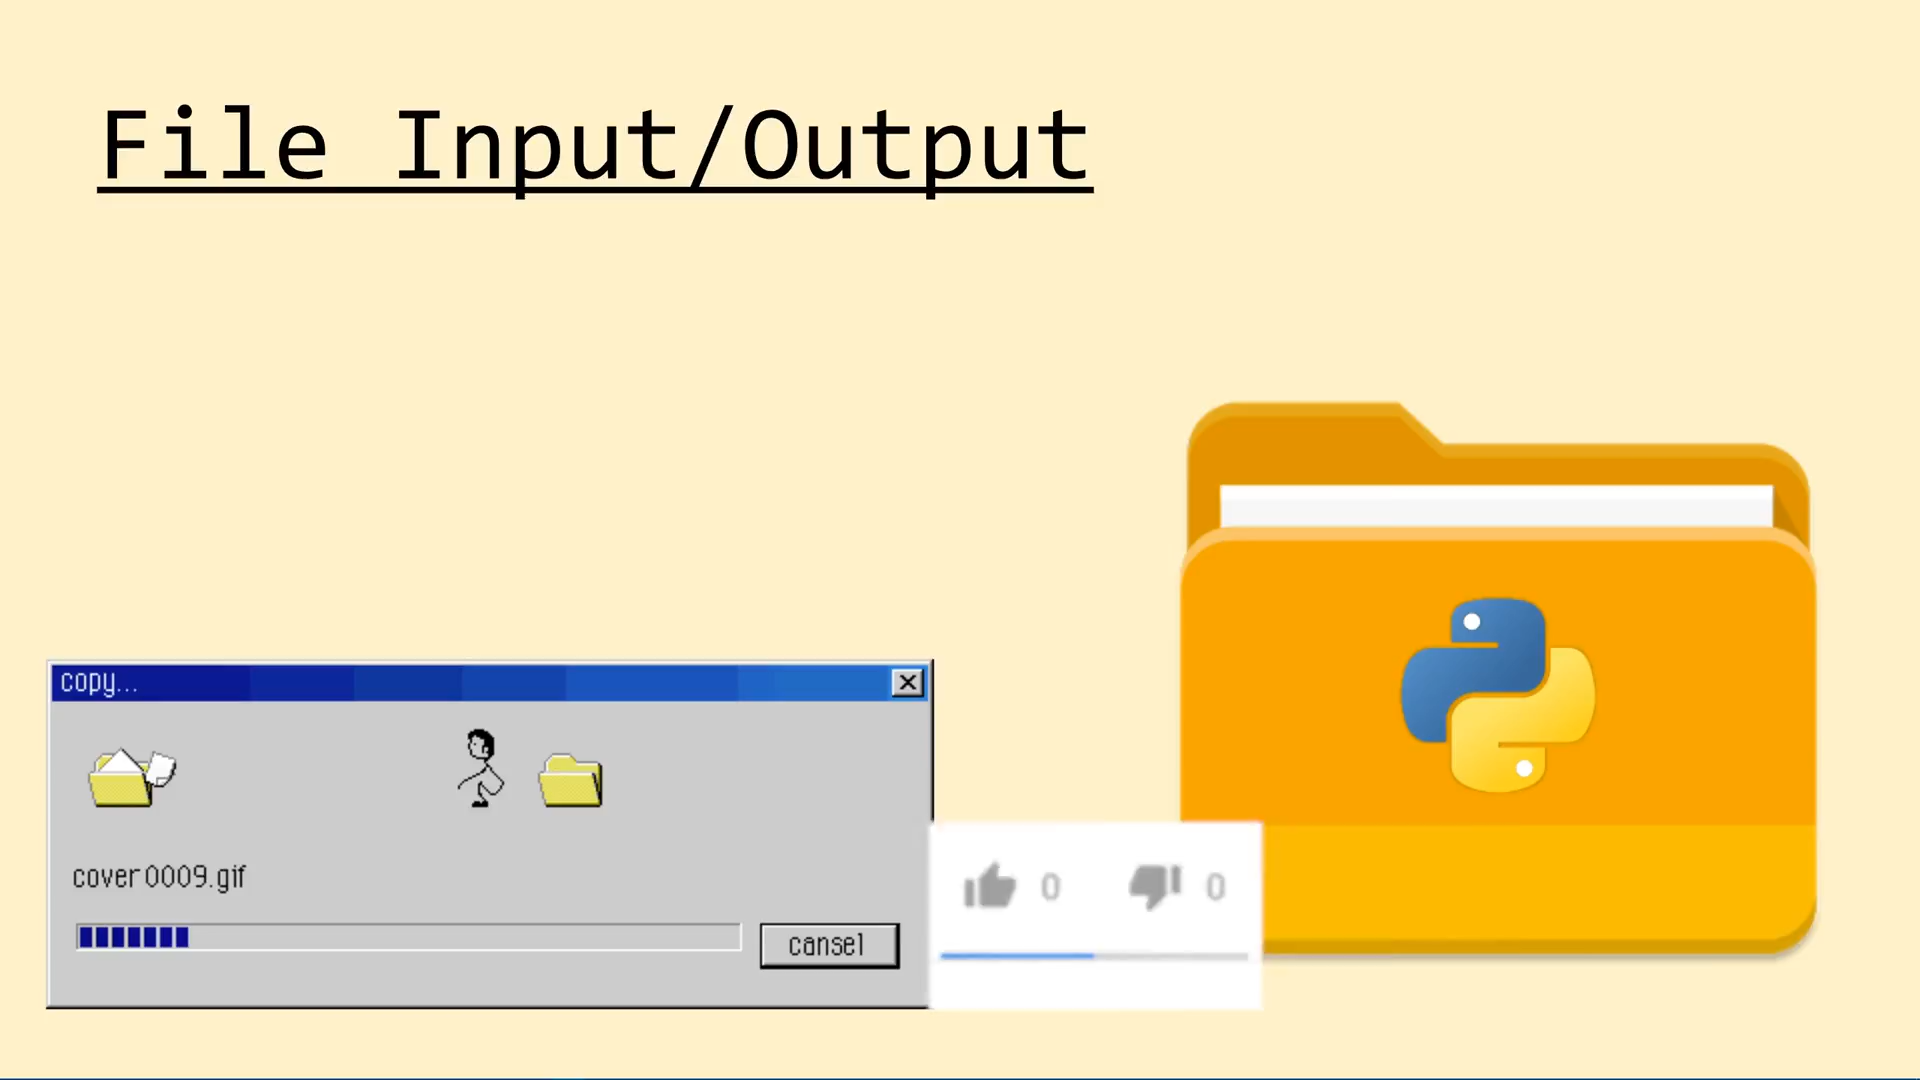 File Input/Output
copy...
cover0009.gif
cansel
0 0